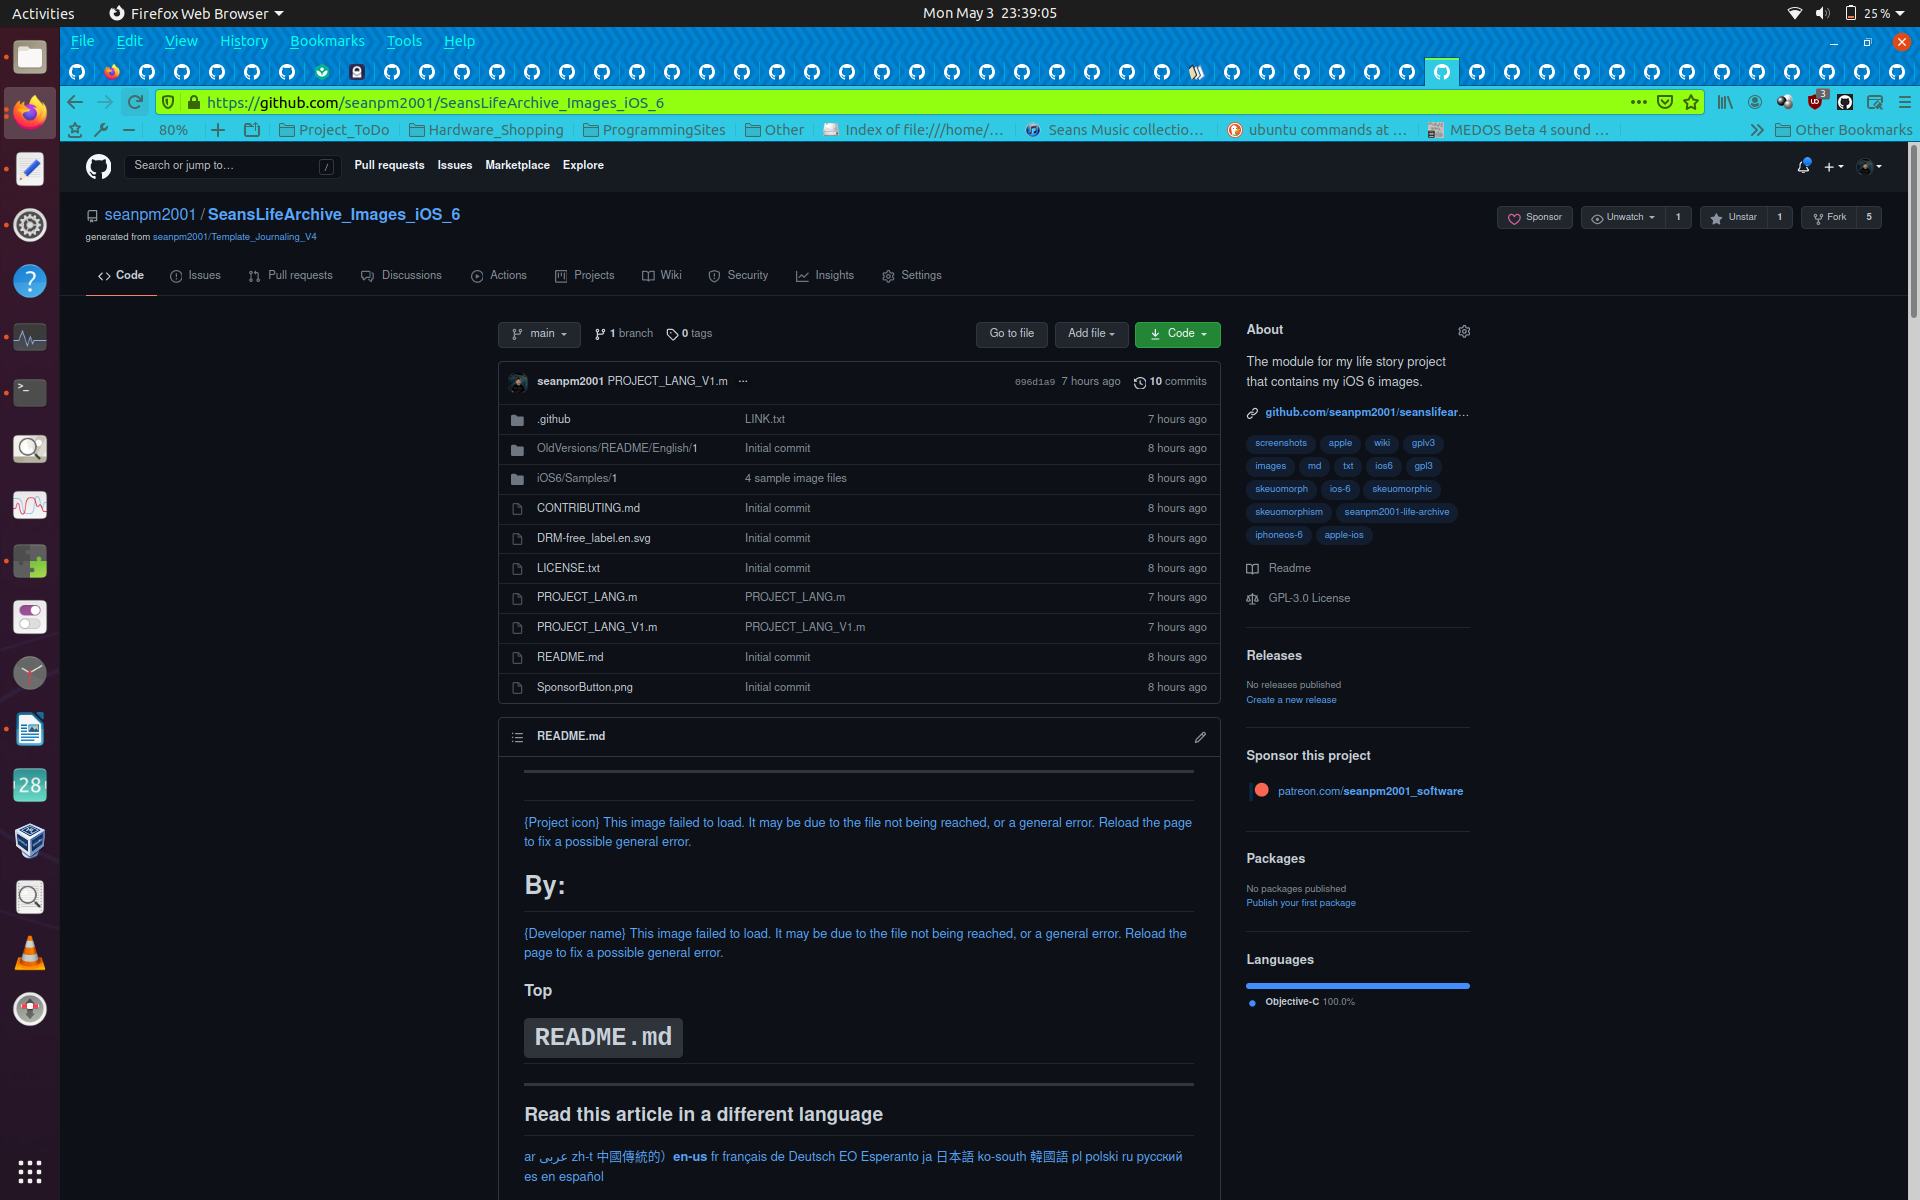 Activities
Firefox Web Browser
Mon May 3 23:39:05
25 %
File Edit View History Bookmarks Tools Help
https://github.com/seanpm2001/SeansLifeArchive_Images_iOS_6
3
80%
Project_ToDo
Hardware_Shopping
ProgrammingSites
Other
Index of file:///home/…
Seans Music collectio…
ubuntu commands at …
MEDOS Beta 4 sound …
Other Bookmarks
Search or jump to…
/
Pull requests Issues Marketplace Explore
seanpm2001 / SeansLifeArchive_Images_iOS_6
Sponsor
Unwatch 1
Unstar 1
Fork 5
generated from seanpm2001/Template_Journaling_V4
Code Issues Pull requests Discussions Actions Projects Wiki Security Insights Settings
main
1 branch
0 tags
Go to file
Add file
Code
seanpm2001 PROJECT_LANG_V1.m ...
096d1a9 7 hours ago
10 commits
.github LINK.txt 7 hours ago
OldVersions/README/English/1 Initial commit 8 hours ago
iOS6/Samples/1 4 sample image files 8 hours ago
CONTRIBUTING.md Initial commit 8 hours ago
DRM-free_label.en.svg Initial commit 8 hours ago
LICENSE.txt Initial commit 8 hours ago
PROJECT_LANG.m PROJECT_LANG.m 7 hours ago
PROJECT_LANG_V1.m PROJECT_LANG_V1.m 7 hours ago
README.md Initial commit 8 hours ago
SponsorButton.png Initial commit 8 hours ago
README.md
{Project icon} This image failed to load. It may be due to the file not being reached, or a general error. Reload the page
to fix a possible general error.
By:
{Developer name} This image failed to load. It may be due to the file not being reached, or a general error. Reload the
page to fix a possible general error.
Top
README.md
Read this article in a different language
ar عربى zh-t 中國傳統的）en-us fr français de Deutsch EO Esperanto ja 日本語 ko-south 韓國語 pl polski ru русский
es en español
About
The module for my life story project
that contains my iOS 6 images.
github.com/seanpm2001/seanslifear…
screenshots apple wiki gplv3
images md txt ios6 gpl3
skeuomorph ios-6 skeuomorphic
skeuomorphism seanpm2001-life-archive
iphoneos-6 apple-ios
Readme
GPL-3.0 License
Releases
No releases published
Create a new release
Sponsor this project
patreon.com/seanpm2001_software
Packages
No packages published
Publish your first package
Languages
Objective-C 100.0%
28